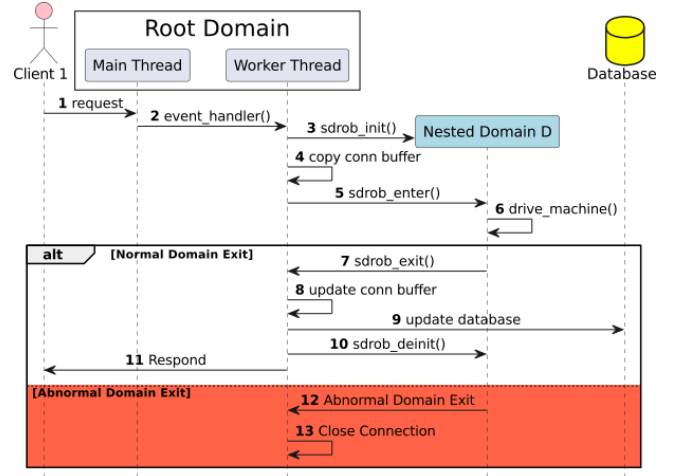 Root Domain
Main Thread
Worker Thread
Client 1
Database
1 request
2 event_handler()
3 sdrob_init()
Nested Domain D
4 copy conn buffer
5 sdrob_enter()
6 drive_machine()
alt
[Normal Domain Exit]
7 sdrob_exit()
8 update conn buffer
9 update database
10 sdrob_deinit()
11 Respond
[Abnormal Domain Exit]
12 Abnormal Domain Exit
13 Close Connection